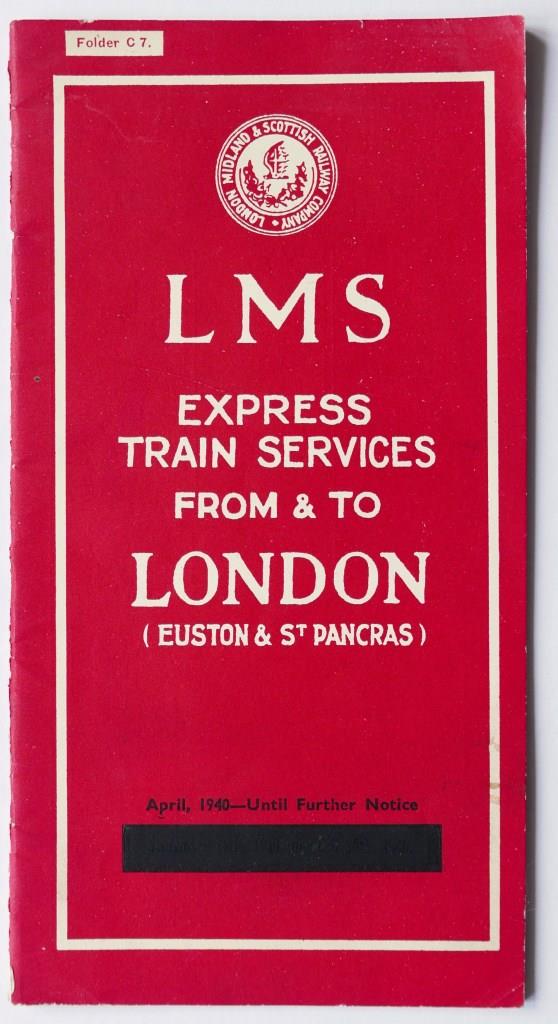 Folder C 7.
LONDON MIDLAND & SCOTTISH RAILWAY COMPANY
LMS
EXPRESS
TRAIN SERVICES
FROM & TO
LONDON
(EUSTON & ST PANCRAS)
April, 1940—Until Further Notice